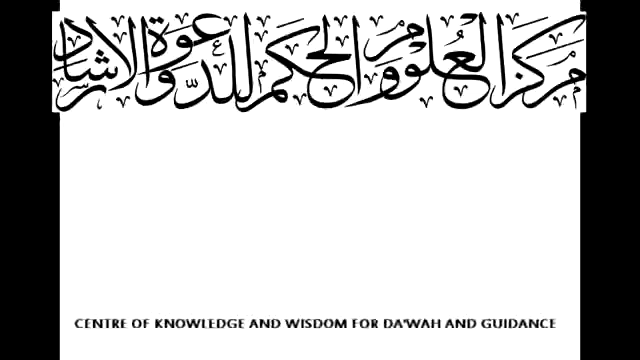 مركز العلوم والحكم للدعوة والإرشاد
CENTRE OF KNOWLEDGE AND WISDOM FOR DA'WAH AND GUIDANCE